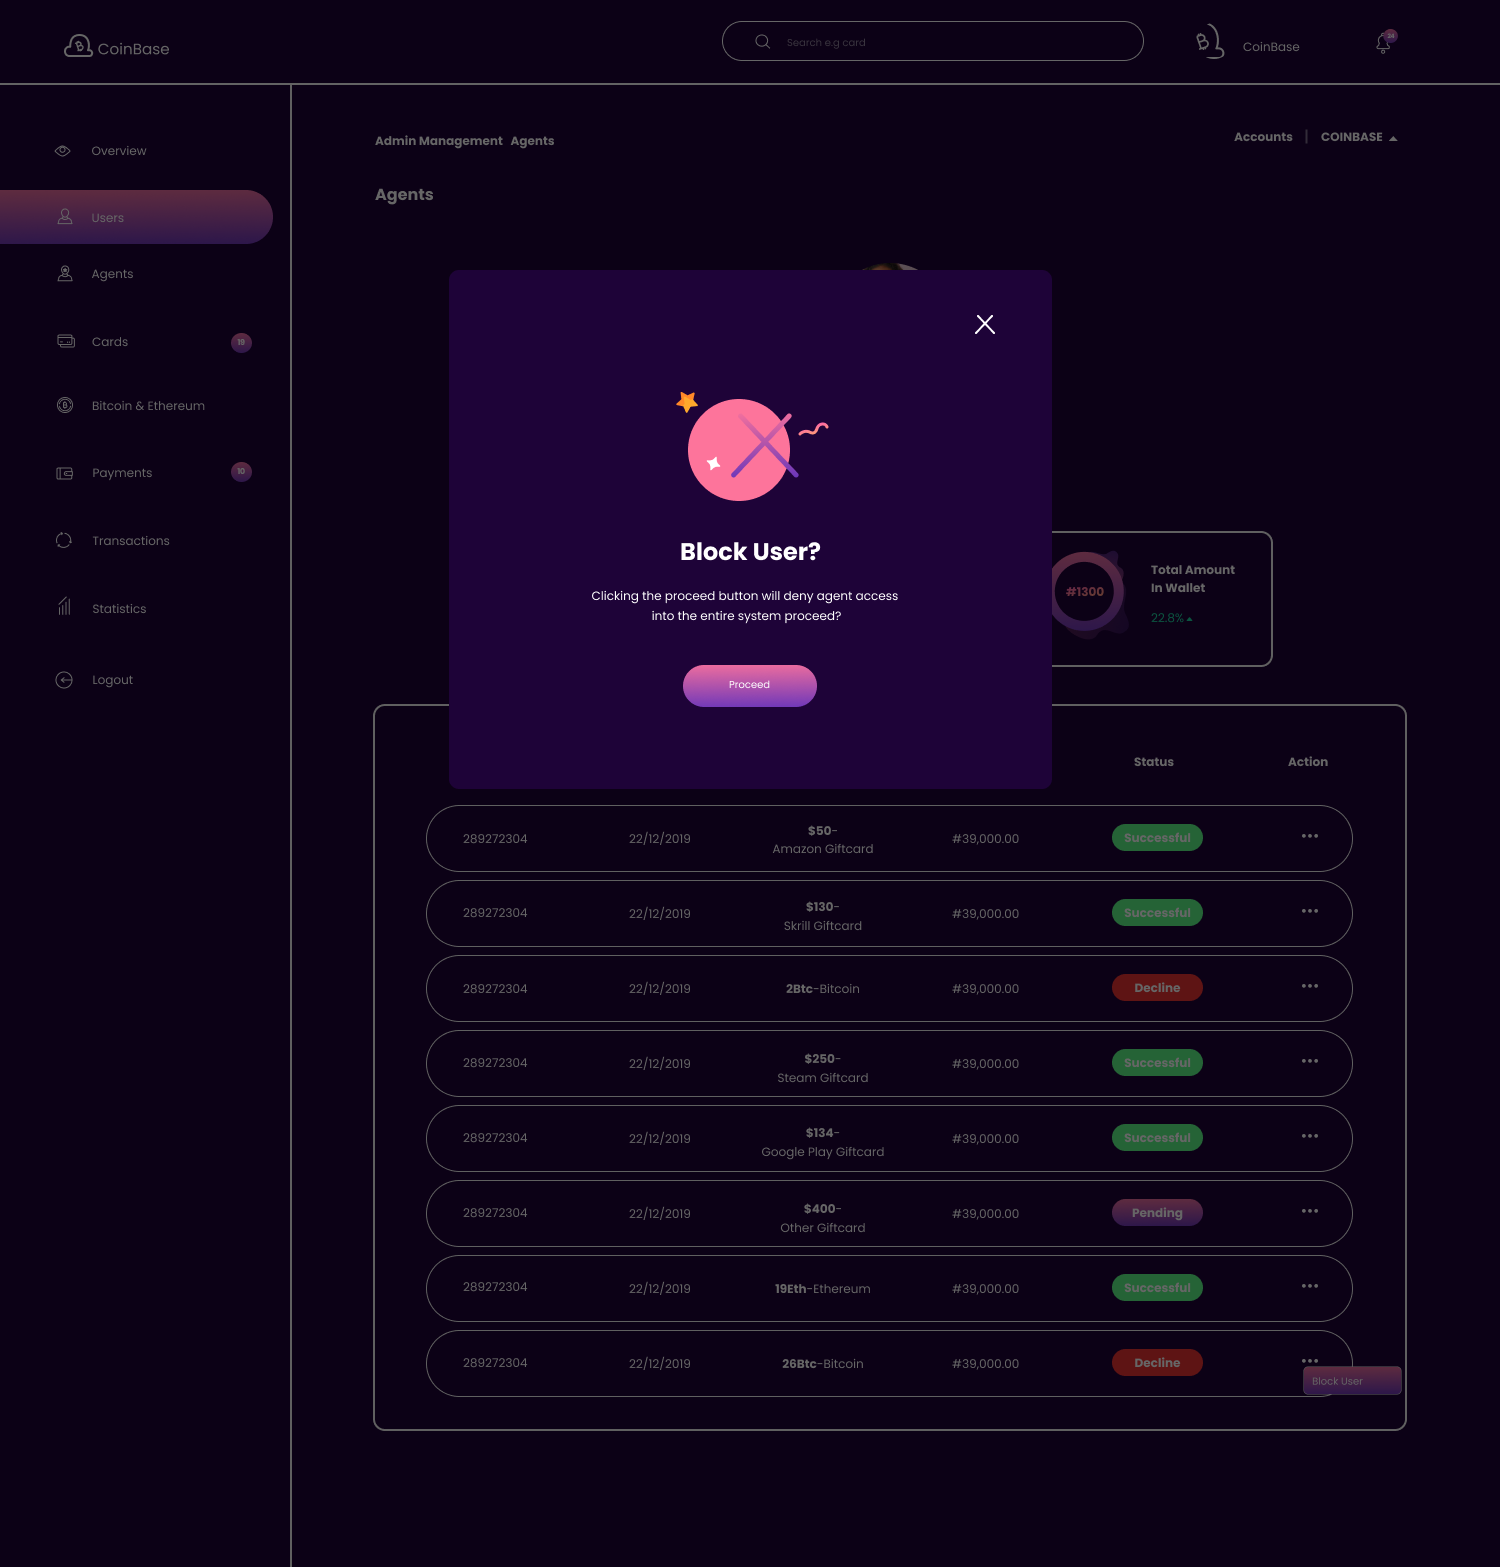 CoinBase
Search e.g card
CoinBase
34
Admin Management Agents
Accounts | COINBASE
Agents
Overview
Users
Agents
Cards
19
Bitcoin & Ethereum
Payments
10
Transactions
Statistics
Logout
Block User?
Clicking the proceed button will deny agent access
into the entire system proceed?
Proceed
#1300
Total Amount
In Wallet
22.8%
Status Action
289272304 22/12/2019 $50- Amazon Giftcard #39,000.00 Successful
289272304 22/12/2019 $130- Skrill Giftcard #39,000.00 Successful
289272304 22/12/2019 2Btc-Bitcoin #39,000.00 Decline
289272304 22/12/2019 $250- Steam Giftcard #39,000.00 Successful
289272304 22/12/2019 $134- Google Play Giftcard #39,000.00 Successful
289272304 22/12/2019 $400- Other Giftcard #39,000.00 Pending
289272304 22/12/2019 19Eth-Ethereum #39,000.00 Successful
289272304 22/12/2019 26Btc-Bitcoin #39,000.00 Decline
Block User